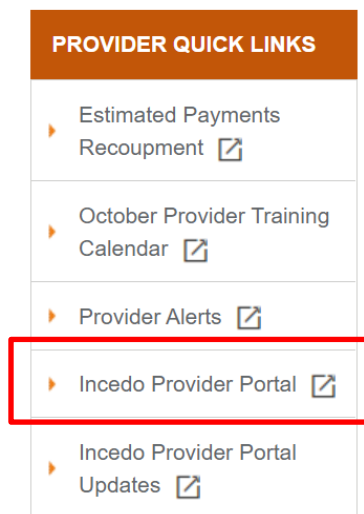 PROVIDER QUICK LINKS
Estimated Payments
Recoupment
October Provider Training
Calendar
Provider Alerts
Incedo Provider Portal
Incedo Provider Portal
Updates